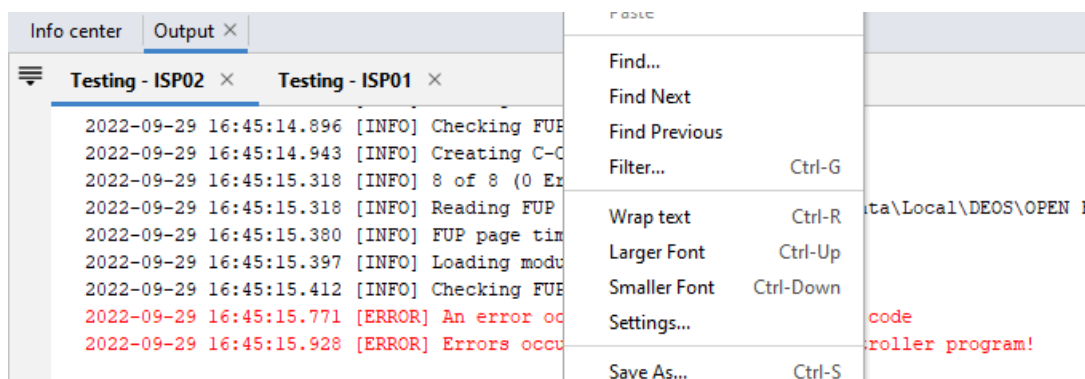 Info center Output ×
Testing - ISP02 × Testing - ISP01 ×
2022-09-29 16:45:14.896 [INFO] Checking FUP
2022-09-29 16:45:14.943 [INFO] Creating C-C
2022-09-29 16:45:15.318 [INFO] 8 of 8 (0 Er
2022-09-29 16:45:15.318 [INFO] Reading FUP ta\Local\DEOS\OPEN
2022-09-29 16:45:15.380 [INFO] FUP page tim
2022-09-29 16:45:15.397 [INFO] Loading modu
2022-09-29 16:45:15.412 [INFO] Checking FUP
2022-09-29 16:45:15.771 [ERROR] An error oc code
2022-09-29 16:45:15.928 [ERROR] Errors occu roller program!
Paste
Find...
Find Next
Find Previous
Filter... Ctrl-G
Wrap text Ctrl-R
Larger Font Ctrl-Up
Smaller Font Ctrl-Down
Settings...
Save As... Ctrl-S